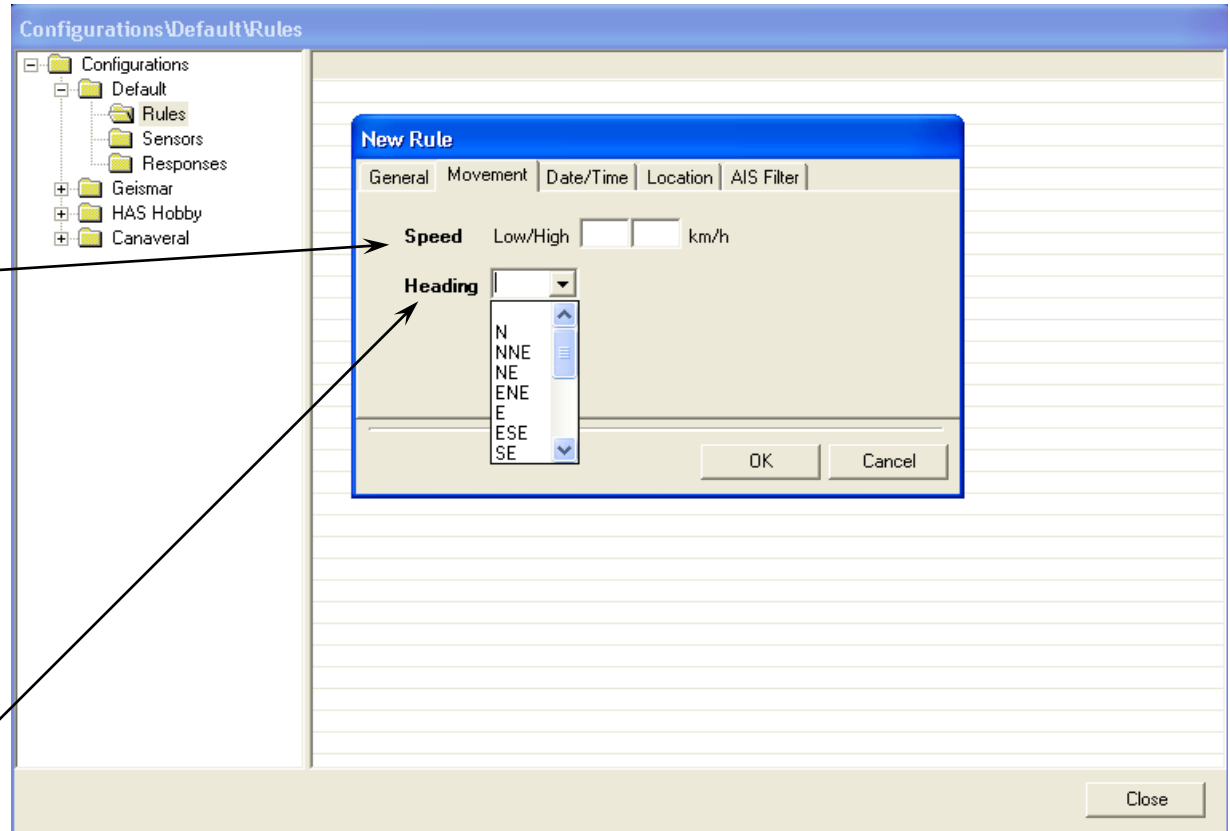 Configurations\Default\Rules
Configurations
Default
Rules
Sensors
Responses
Geismar
HAS Hobby
Canaveral
New Rule
General Movement Date/Time Location AIS Filter
Speed Low/High km/h
Heading
N
NNE
NE
ENE
E
ESE
SE
OK Cancel
Close